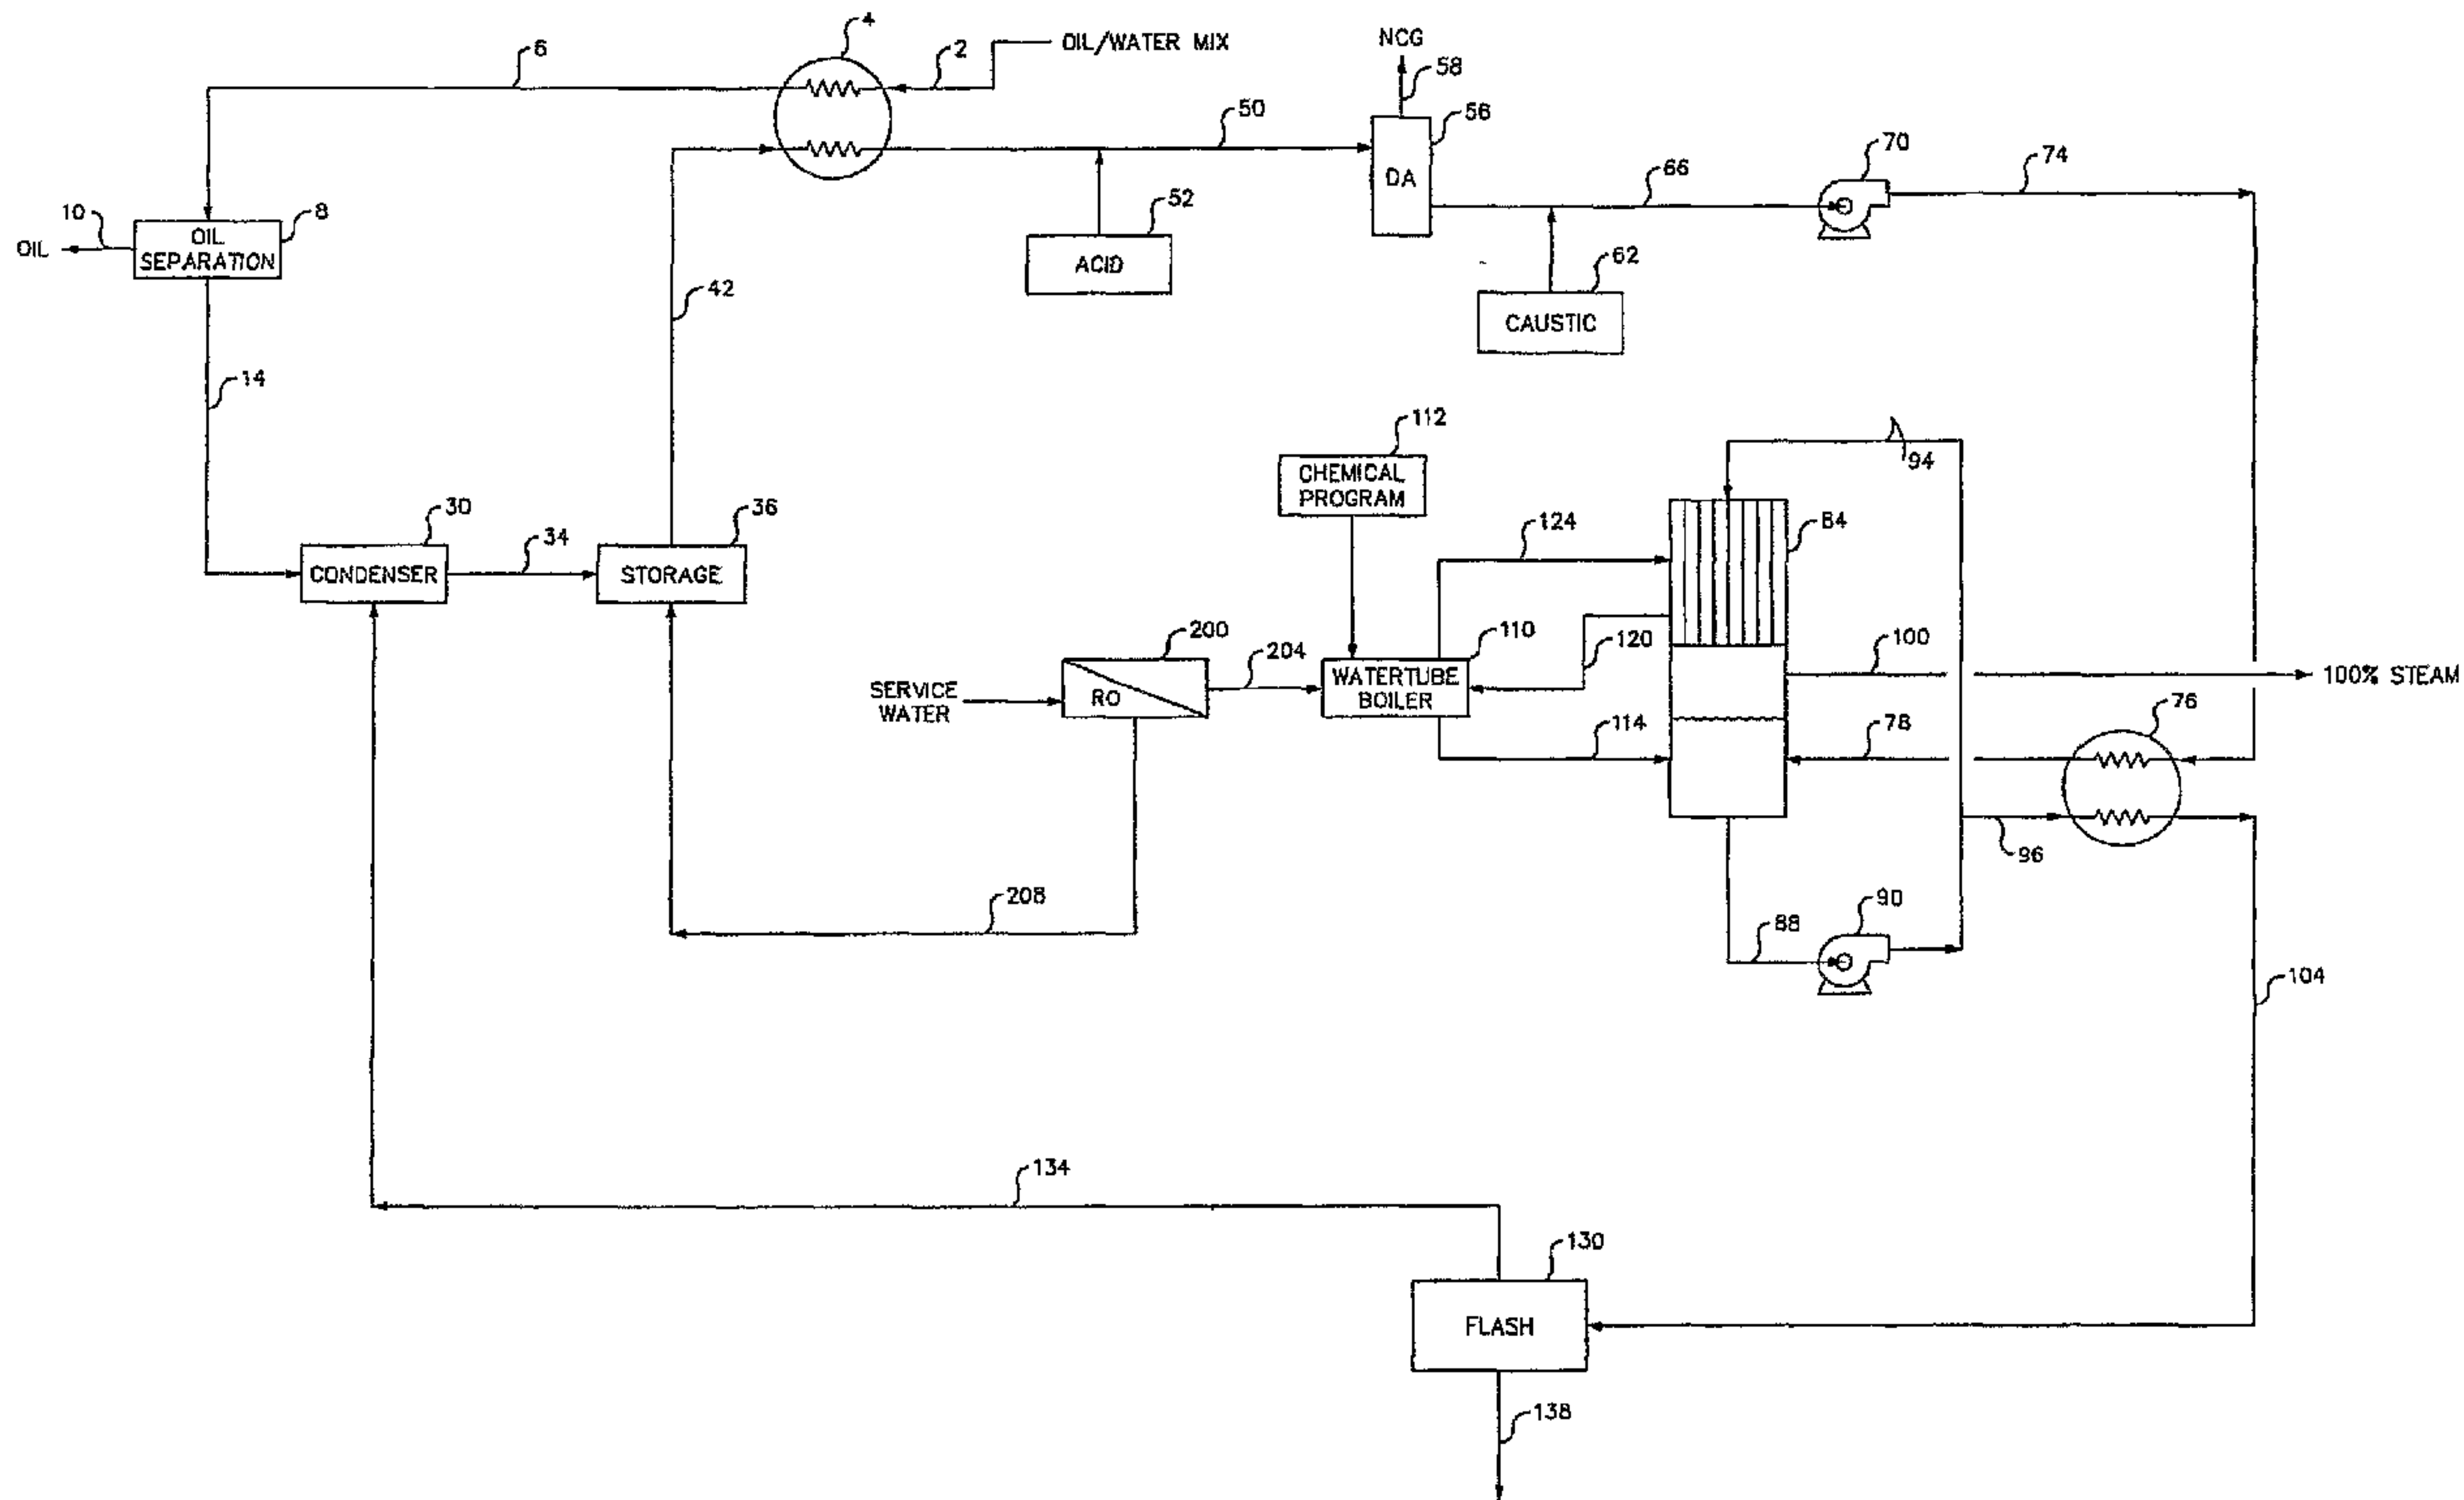 4
6
2
OIL/WATER MIX
NCG
58
50
56
70
74
66
DA
10
8
OIL
OIL
SEPARATION
52
ACID
62
CAUSTIC
42
14
112
CHEMICAL
PROGRAM
94
30
34
36
124
84
CONDENSER
STORAGE
200
204
110
120
100
SERVICE
WATER
RO
WATERTUBE
BOILER
100% STEAM
76
114
78
96
208
88
90
104
134
130
FLASH
138